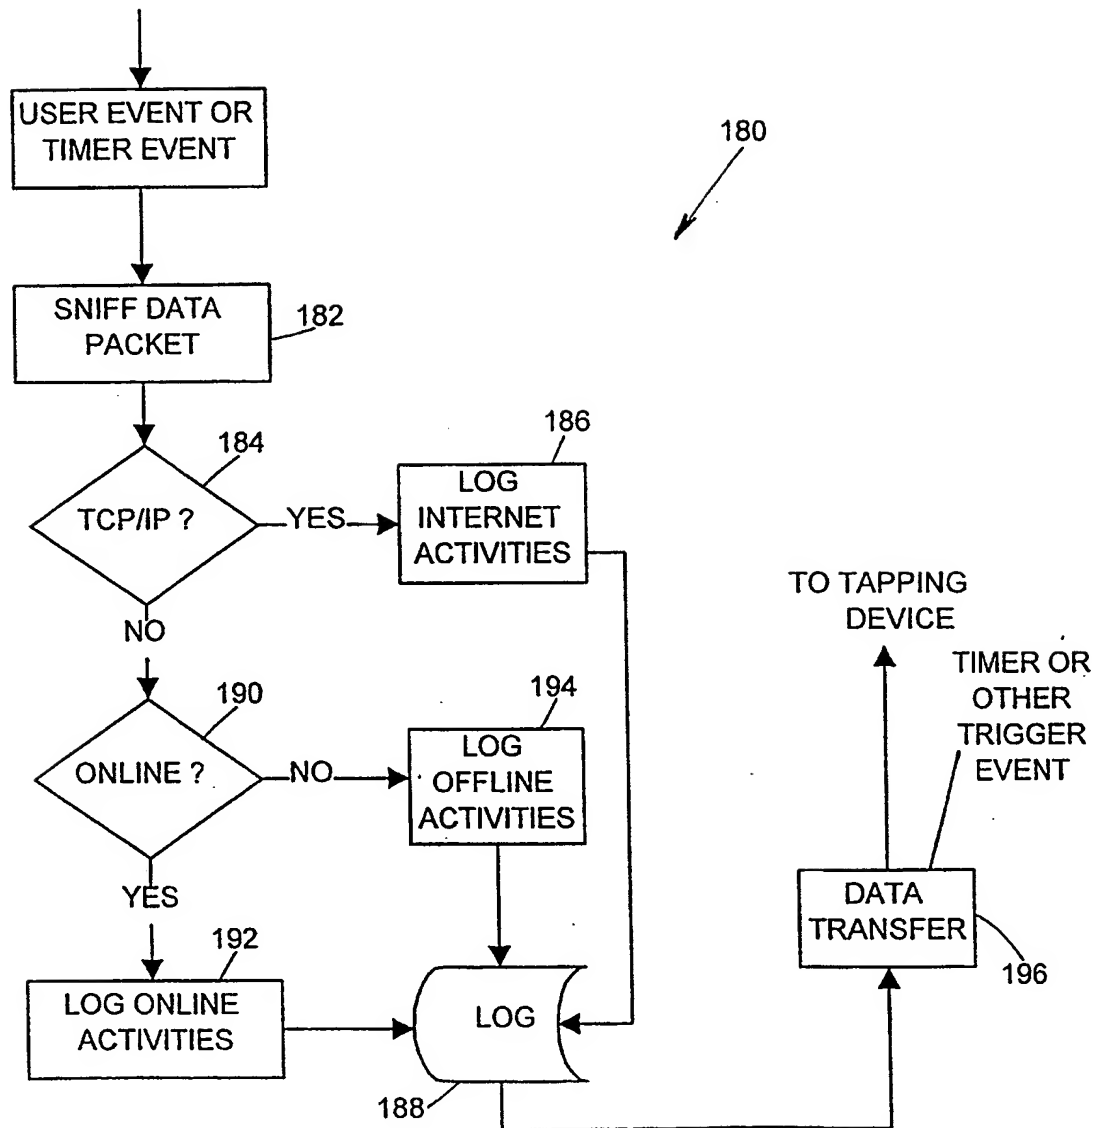 USER EVENT OR
TIMER EVENT
180
SNIFF DATA
PACKET
182
184
TCP/IP ?
YES
186
LOG
INTERNET
ACTIVITIES
NO
TO TAPPING
DEVICE
TIMER OR
OTHER
TRIGGER
EVENT
190
ONLINE ?
NO
194
LOG
OFFLINE
ACTIVITIES
YES
DATA
TRANSFER
196
192
LOG ONLINE
ACTIVITIES
LOG
188